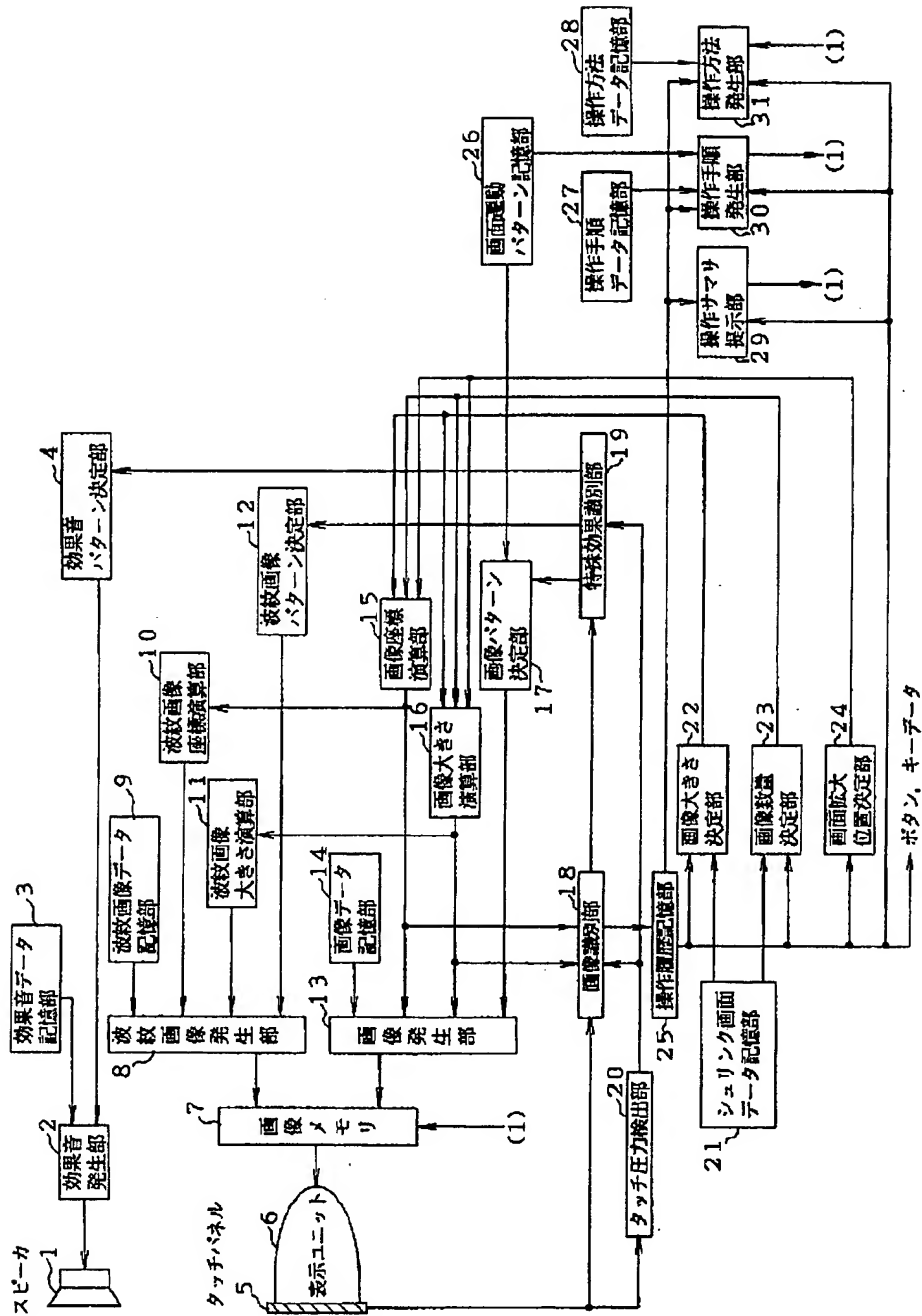 スピーカ
1
2
効果音
発生部
3
効果音データ
記憶部
4
効果音
パターン決定部
タッチパネル
5
6
表示ユニット
7
画像メモリ
(1)
8
波紋画像発生部
9
波紋画像データ
記憶部
10
波紋画像
座標演算部
11
波紋画像
大きさ演算部
12
波紋画像
パターン決定部
13
画像発生部
14
画像データ
記憶部
15
画像座標
演算部
16
画像大きさ
演算部
17
画像パターン
決定部
18
画像識別部
19
特殊効果識別部
20
タッチ圧力検出部
21
シュリンク画面
データ記憶部
22
画像大きさ
決定部
23
画像数量
決定部
24
画面拡大
位置決定部
25
操作履歴記憶部
ボタン,キーデータ
26
画面運動
パターン記憶部
27
操作手順
データ記憶部
28
操作方法
データ記憶部
29
操作サマリ
提示部
(1)
30
操作手順
発生部
(1)
31
操作方法
発生部
(1)